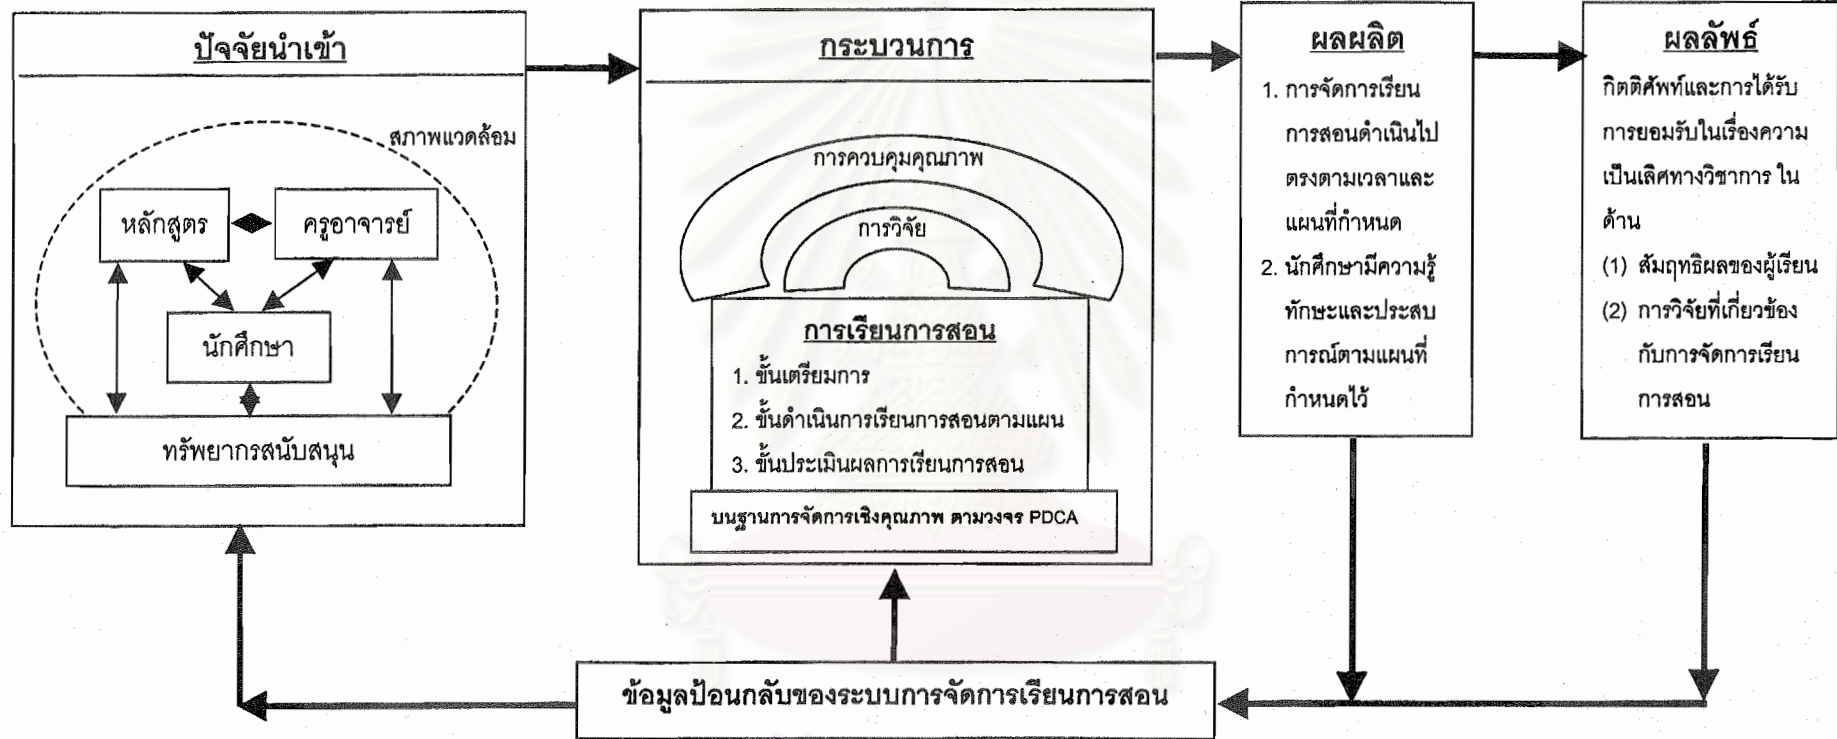 ปัจจัยนำเข้า
สภาพแวดล้อม
หลักสูตร
ครูอาจารย์
นักศึกษา
ทรัพยากรสนับสนุน
กระบวนการ
การควบคุมคุณภาพ
การวิจัย
การเรียนการสอน
1. ขั้นเตรียมการ
2. ขั้นดำเนินการเรียนการสอนตามแผน
3. ขั้นประเมินผลการเรียนการสอน
บนฐานการจัดการเชิงคุณภาพ ตามวงจร PDCA
ผลผลิต
1. การจัดการเรียน
การสอนดำเนินไป
ตรงตามเวลาและ
แผนที่กำหนด
2. นักศึกษามีความรู้
ทักษะและประสบ
การณ์ตามแผนที่
กำหนดไว้
ผลลัพธ์
กิตติศัพท์และการได้รับ
การยอมรับในเรื่องความ
เป็นเลิศทางวิชาการ ใน
ด้าน
(1) สัมฤทธิผลของผู้เรียน
(2) การวิจัยที่เกี่ยวข้อง
กับการจัดการเรียน
การสอน
ข้อมูลป้อนกลับของระบบการจัดการเรียนการสอน